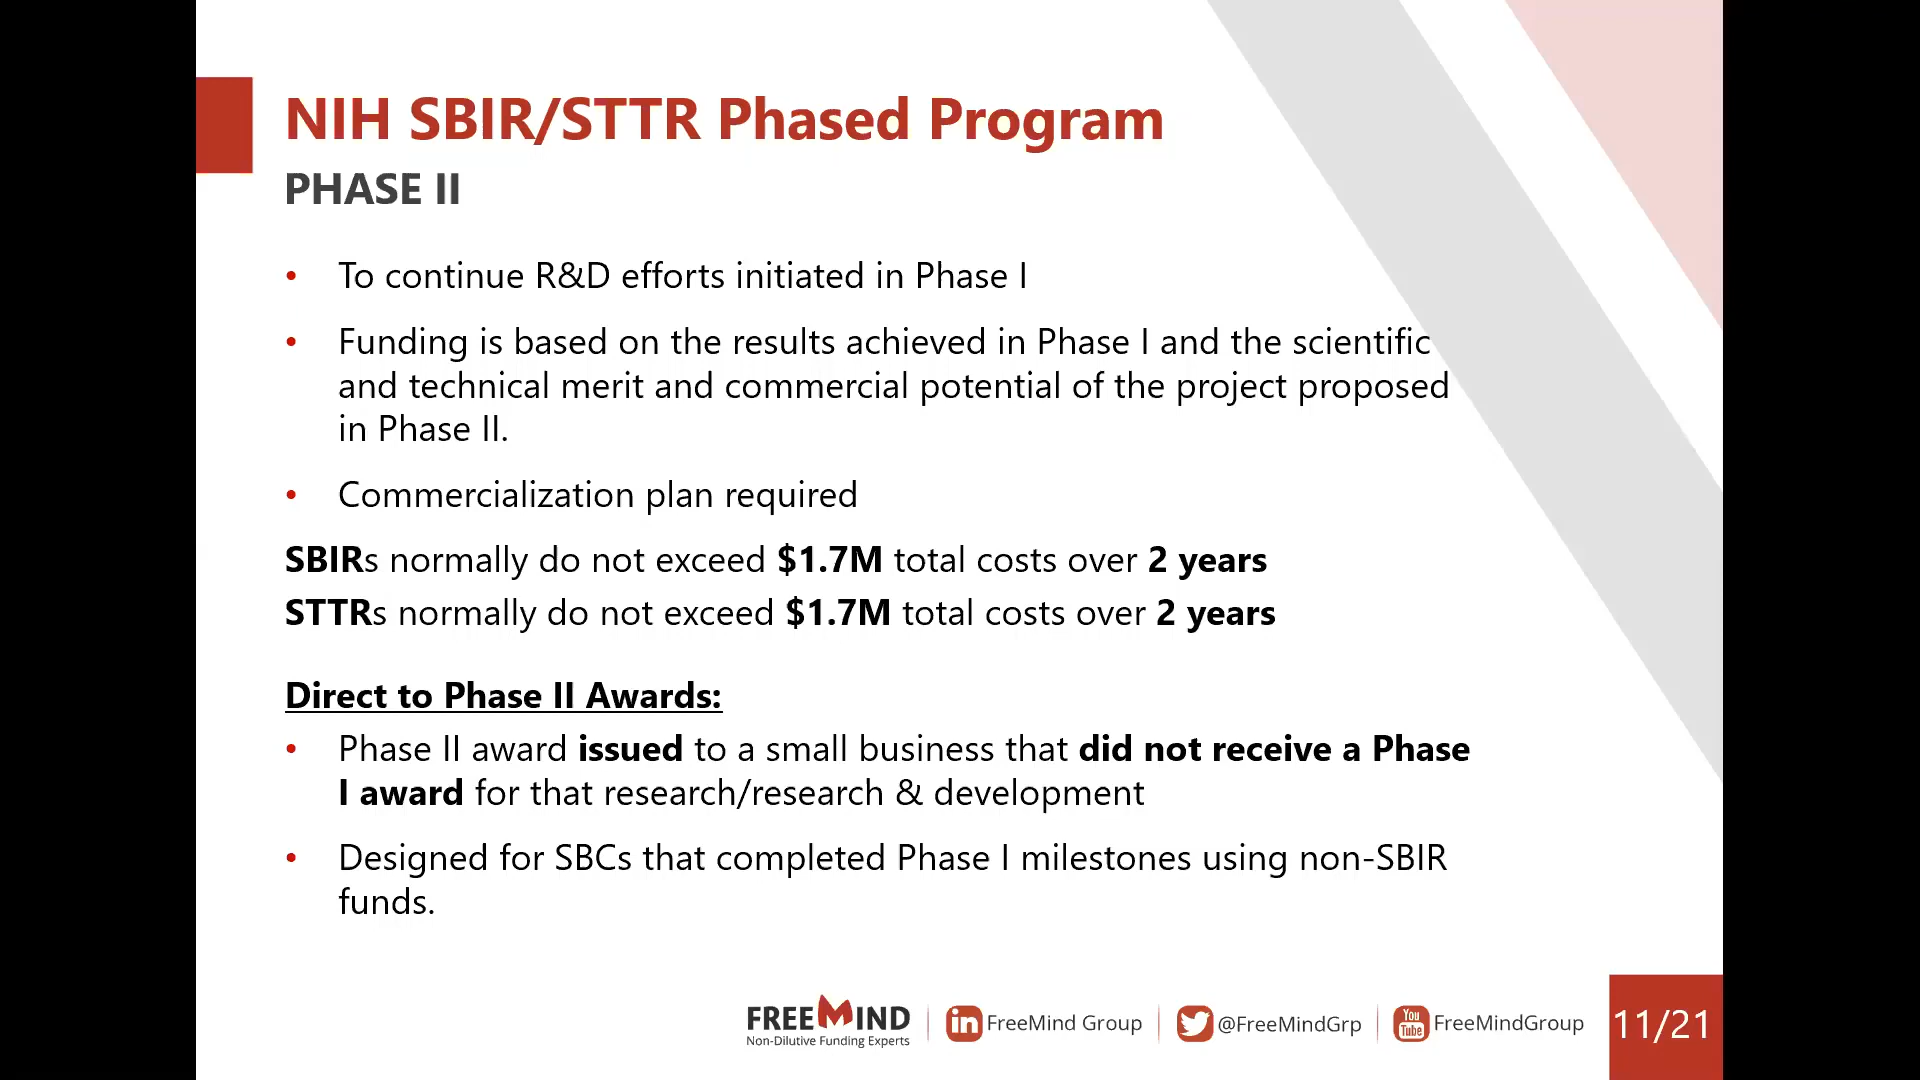 NIH SBIR/STTR Phased Program
PHASE II
• To continue R&D efforts initiated in Phase I
• Funding is based on the results achieved in Phase I and the scientific
and technical merit and commercial potential of the project proposed
in Phase II.
• Commercialization plan required
SBIRs normally do not exceed $1.7M total costs over 2 years
STTRs normally do not exceed $1.7M total costs over 2 years
Direct to Phase II Awards:
• Phase II award issued to a small business that did not receive a Phase
I award for that research/research & development
• Designed for SBCs that completed Phase I milestones using non-SBIR
funds.
FREEMIND
Non-Dilutive Funding Experts
in FreeMind Group
@FreeMindGrp
You
Tube
FreeMindGroup
11/21